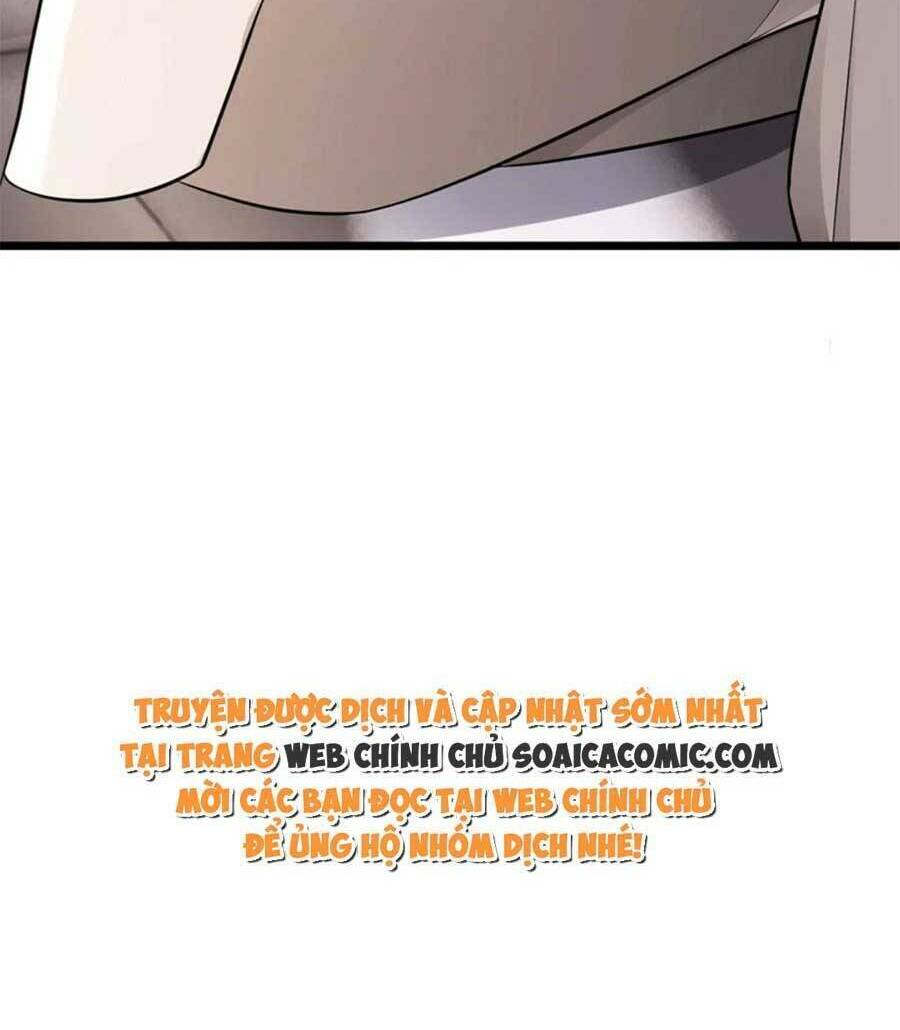 TRUYỆN ĐƯỢC DỊCH VÀ CẬP NHẬT SỚM NHẤT
TẠI TRANG WEB CHÍNH CHỦ SOAICACOMIC.COM
MỜI CÁC BẠN ĐỌC TẠI WEB CHÍNH CHỦ
ĐỂ ỦNG HỘ NHÓM DỊCH NHÉ!